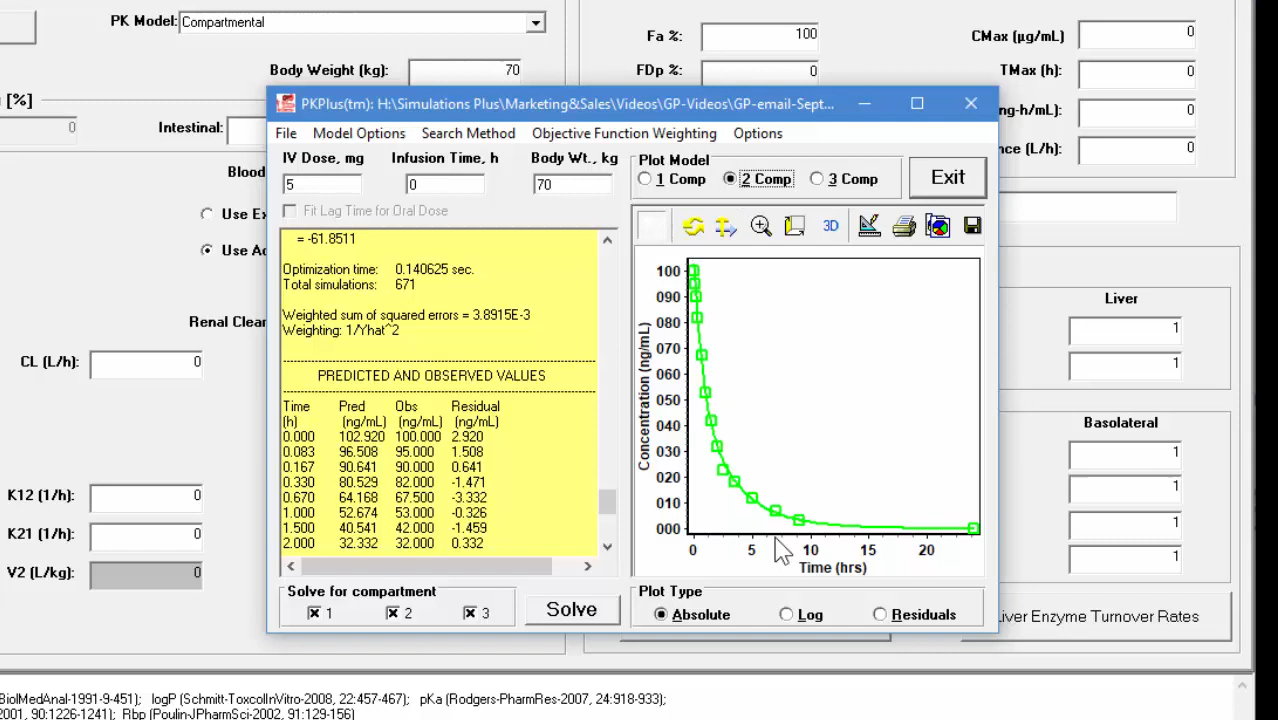 PK Model: Compartmental
Body Weight (kg): 70
[%]
0
Intestinal:
Blood
Use Ex
Use Ad
Renal Clear
CL (L/h): 0
K12 (1/h): 0
K21 (1/h): 0
V2 (L/kg): 0
Fa %: 100
FDp %: 0
CMax (µg/mL) 0
TMax (h): 0
ng-h/mL): 0
nce (L/h): 0
PKPlus(tm): H:\Simulations Plus\Marketing&Sales\Videos\GP-Videos\GP-email-Sept...
File Model Options Search Method Objective Function Weighting Options
IV Dose, mg Infusion Time, h Body Wt., kg
5 0 70
Fit Lag Time for Oral Dose
Plot Model
1 Comp 2 Comp 3 Comp
Exit
3D
= -61.8511
Optimization time: 0.140625 sec.
Total simulations: 671
Weighted sum of squared errors = 3.8915E-3
Weighting: 1/Yhat^2
PREDICTED AND OBSERVED VALUES
Time Pred Obs Residual
(h) (ng/mL) (ng/mL) (ng/mL)
0.000 102.920 100.000 2.920
0.083 96.508 95.000 1.508
0.167 90.641 90.000 0.641
0.330 80.529 82.000 -1.471
0.670 64.168 67.500 -3.332
1.000 52.674 53.000 -0.326
1.500 40.541 42.000 -1.459
2.000 32.332 32.000 0.332
Solve for compartment
1 2 3
Solve
Concentration (ng/mL)
100
090
080
070
060
050
040
030
020
010
000
0 5 10 15 20
Time (hrs)
Plot Type
Absolute Log Residuals
Liver
1
1
Basolateral
1
1
1
1
Liver Enzyme Turnover Rates
BiolMedAnal-1991-9-451); logP (Schmitt-ToxcolInVitro-2008, 22:457-467); pKa (Rodgers-PharmRes-2007, 24:918-933);
2001, 90:1226-1241); Rbp (Poulin-JPharmSci-2002, 91:129-156)